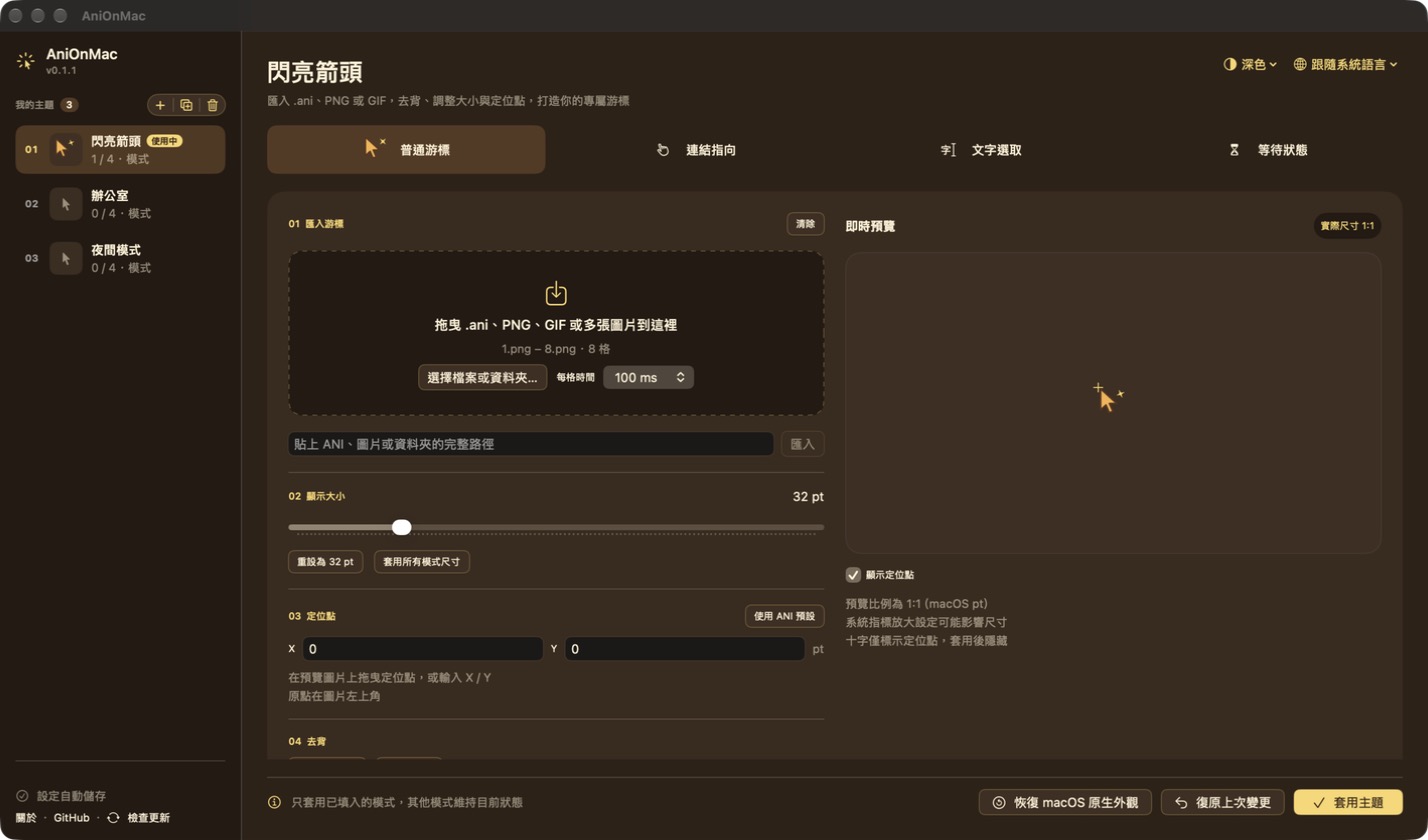 AniOnMac
AniOnMac
v0.1.1
我的主題 3
01 閃亮箭頭 使用中
1 / 4 · 模式
02 辦公室
0 / 4 · 模式
03 夜間模式
0 / 4 · 模式
設定自動儲存
關於 · GitHub · 檢查更新
閃亮箭頭
深色 跟隨系統語言
匯入 .ani、PNG 或 GIF，去背、調整大小與定位點，打造你的專屬游標
普通游標 連結指向 字 文字選取 等待狀態
01 匯入游標 清除
拖曳 .ani、PNG、GIF 或多張圖片到這裡
1.png – 8.png · 8 格
選擇檔案或資料夾... 每格時間 100 ms
貼上 ANI、圖片或資料夾的完整路徑 匯入
02 顯示大小 32 pt
重設為 32 pt 套用所有模式尺寸
03 定位點 使用 ANI 預設
X 0 Y 0 pt
在預覽圖片上拖曳定位點，或輸入 X / Y
原點在圖片左上角
04 去背
即時預覽 實際尺寸 1:1
顯示定位點
預覽比例為 1:1 (macOS pt)
系統指標放大設定可能影響尺寸
十字僅標示定位點，套用後隱藏
只套用已填入的模式，其他模式維持目前狀態
恢復 macOS 原生外觀 復原上次變更 套用主題